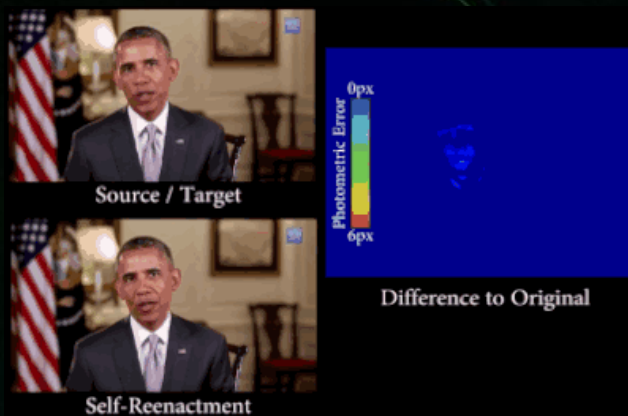 Source / Target
Self-Reenactment
0px
Photometric Error
6px
Difference to Original